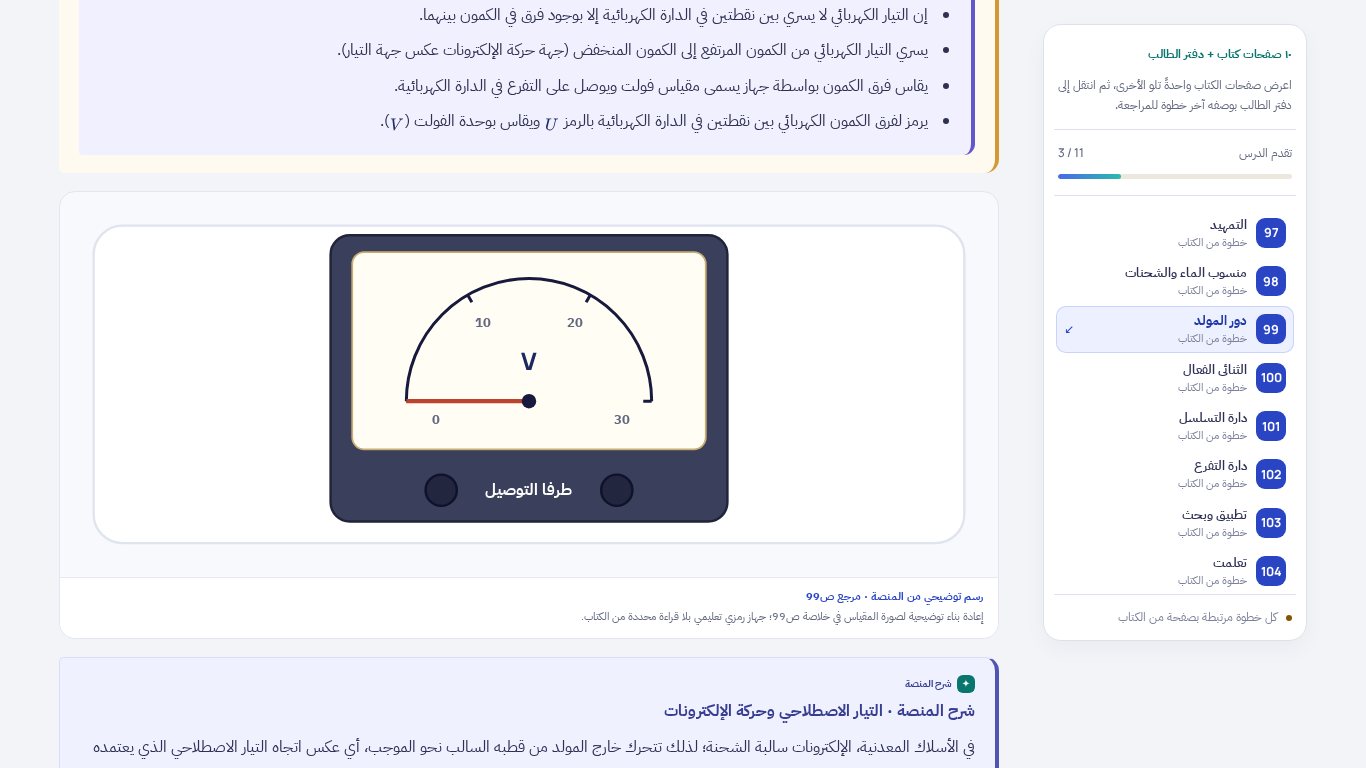 ١٠ صفحات كتاب + دفتر الطالب
اعرض صفحات الكتاب واحدةً تلو الأخرى، ثم انتقل إلى
دفتر الطالب بوصفه آخر خطوة للمراجعة.
تقدم الدرس
3 / 11
97
التمهيد
خطوة من الكتاب
98
منسوب الماء والشحنات
خطوة من الكتاب
99
دور المولد
خطوة من الكتاب
↙
100
الثنائي الفعال
خطوة من الكتاب
101
دارة التسلسل
خطوة من الكتاب
102
دارة التفرع
خطوة من الكتاب
103
تطبيق وبحث
خطوة من الكتاب
104
تعلمت
خطوة من الكتاب
كل خطوة مرتبطة بصفحة من الكتاب
إن التيار الكهربائي لا يسري بين نقطتين في الدارة الكهربائية إلا بوجود فرق في الكمون بينهما.
يسري التيار الكهربائي من الكمون المرتفع إلى الكمون المنخفض (جهة حركة الإلكترونات عكس جهة التيار).
يقاس فرق الكمون بواسطة جهاز يسمى مقياس فولت ويوصل على التفرع في الدارة الكهربائية.
يرمز لفرق الكمون الكهربائي بين نقطتين في الدارة الكهربائية بالرمز U ويقاس بوحدة الفولت (V).
10
20
V
0
30
طرفا التوصيل
رسم توضيحي من المنصة · مرجع ص99
إعادة بناء توضيحية لصورة المقياس في خلاصة ص99؛ جهاز رمزي تعليمي بلا قراءة محددة من الكتاب.
شرح المنصة
شرح المنصة · التيار الاصطلاحي وحركة الإلكترونات
في الأسلاك المعدنية، الإلكترونات سالبة الشحنة؛ لذلك تتحرك خارج المولد من قطبه السالب نحو الموجب، أي عكس اتجاه التيار الاصطلاحي الذي يعتمده